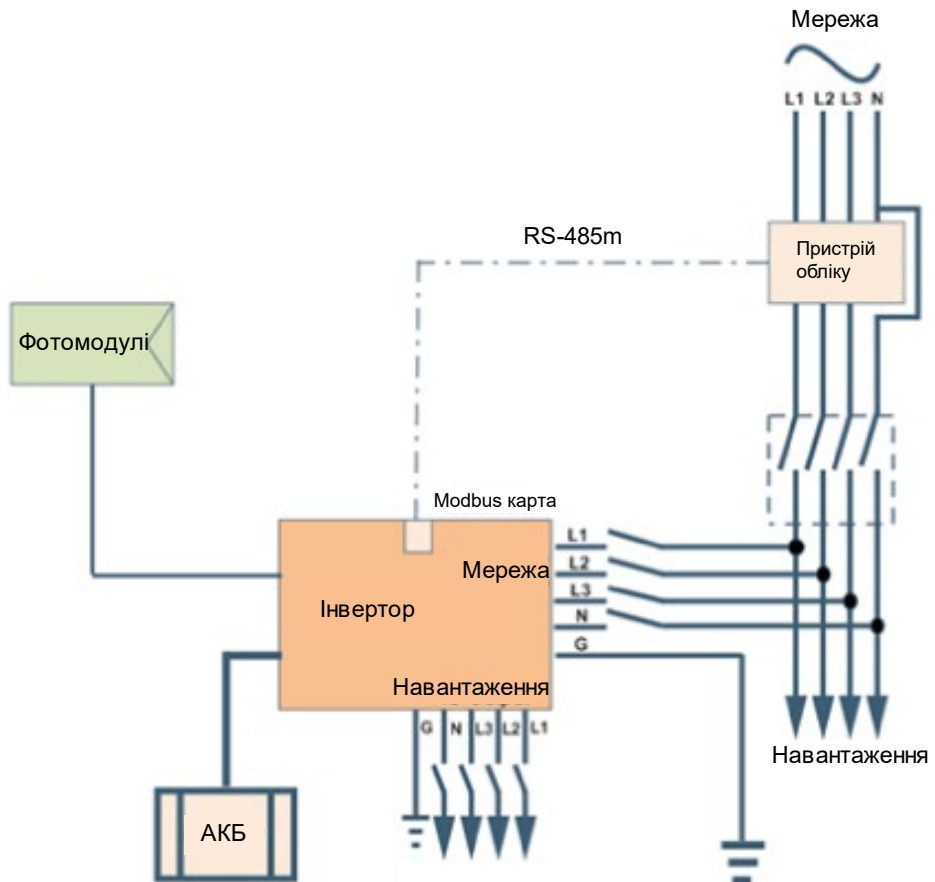 Мережа
L1 L2 L3 N
RS-485m
Пристрій
обліку
Фотомодулі
Modbus карта
L1
Мережа
L2
Інвертор
L3
N
G
Навантаження
G N L3 L2 L1
Навантаження
АКБ